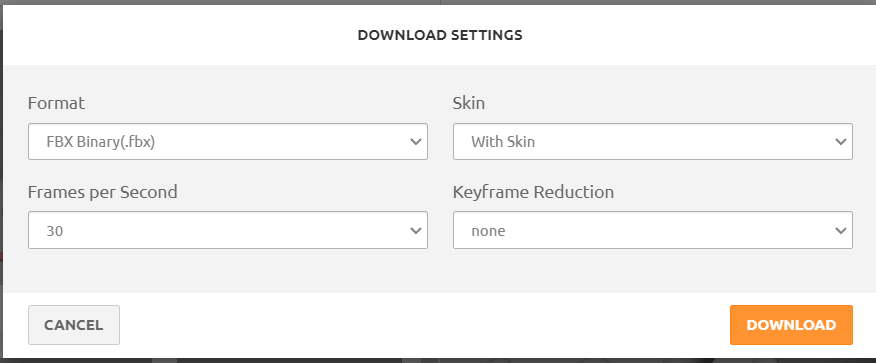 DOWNLOAD SETTINGS
Format
Skin
FBX Binary(.fbx)
With Skin
Frames per Second
Keyframe Reduction
30
none
CANCEL
DOWNLOAD